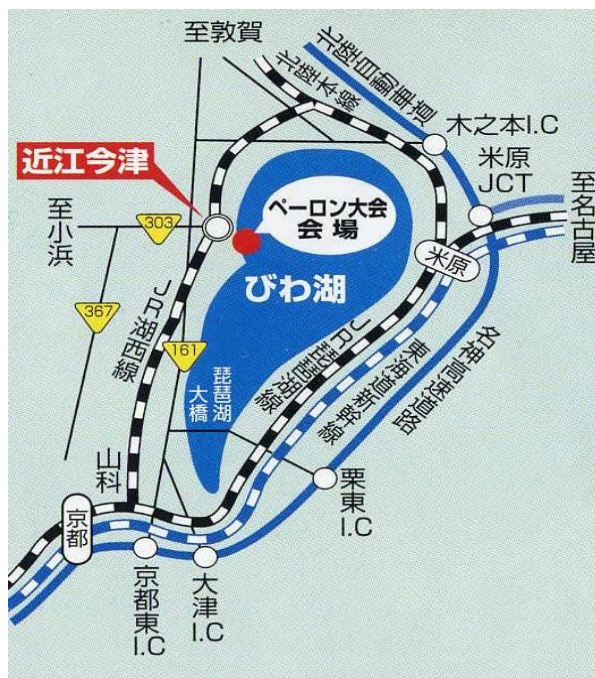 至敦賀
北陸本線
北陸自動車道
木之本I.C
米原
JCT
至名古屋
近江今津
至小浜
303
ペーロン大会
会場
米原
367
びわ湖
JR湖西線
161
琵琶湖
大橋
JR琵琶湖線
東海道新幹線
名神高速道路
山科
京都
栗東
I.C
京都東
I.C
大津
I.C